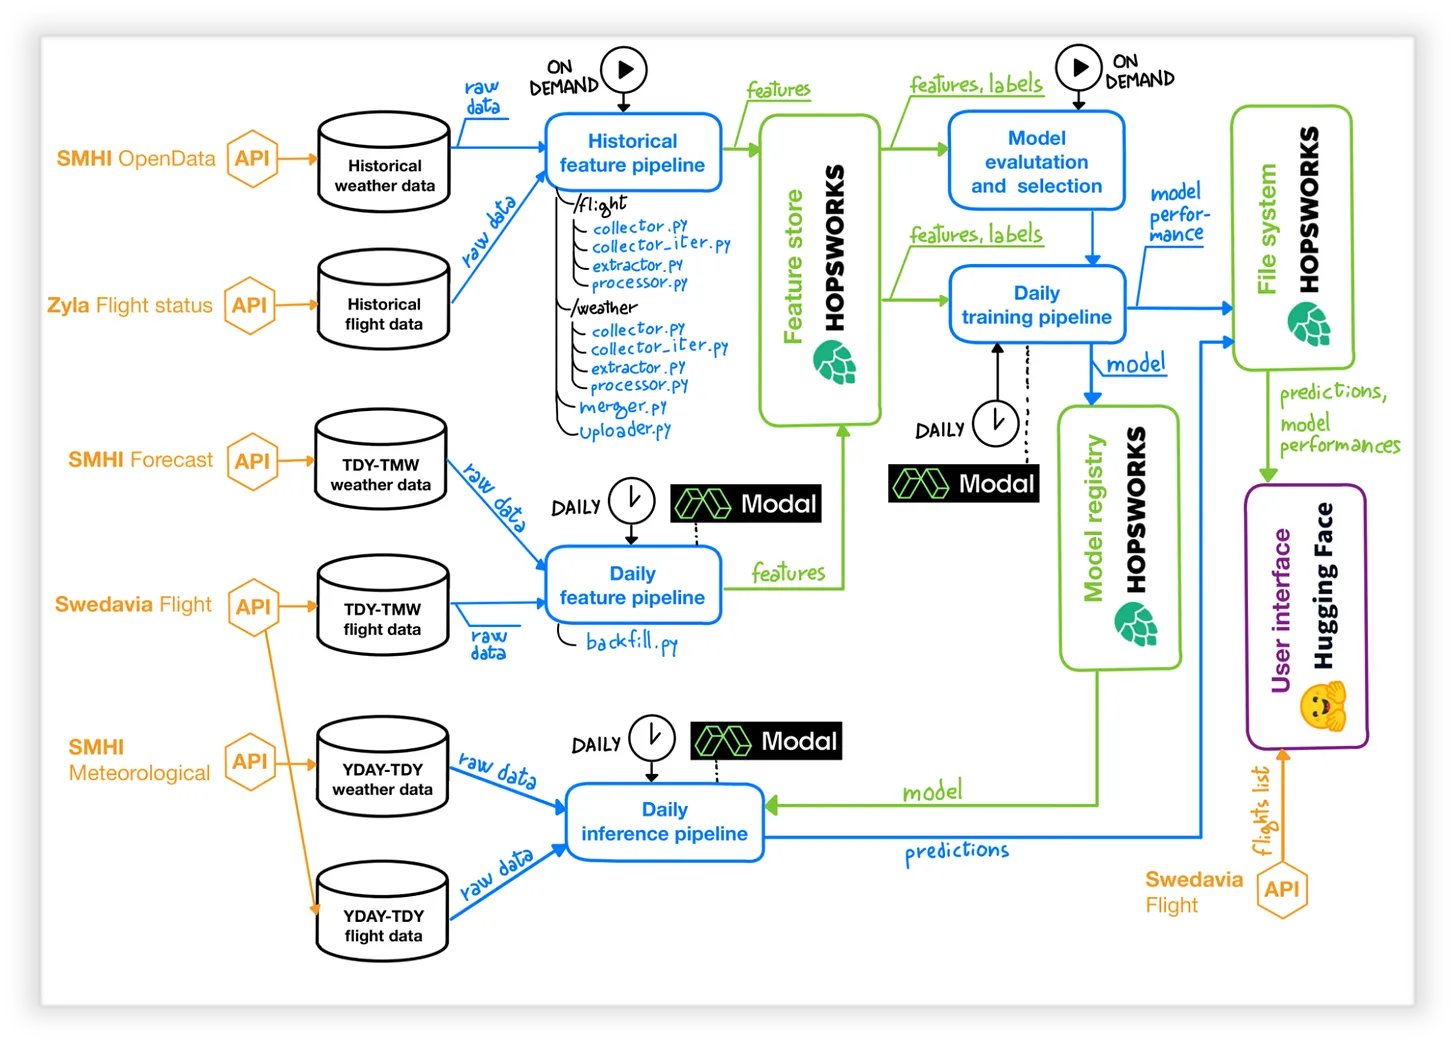 ON
DEMAND
raw
data
SMHI OpenData
API
Historical
weather data
Historical
feature pipeline
features
features, labels
ON
DEMAND
Model
evalutation
and selection
model
perfor-
mance
File system
HOPSWORKS
Zyla Flight status
API
Historical
flight data
raw data
/flight
collector.py
collector_iter.py
extractor.py
processor.py
/weather
collector.py
collector_iter.py
extractor.py
processor.py
merger.py
uploader.py
Feature store
HOPSWORKS
features, labels
Daily
training pipeline
model
DAILY
Modal
predictions,
model
performances
SMHI Forecast
API
TDY-TMW
weather data
raw data
DAILY
Modal
Daily
feature pipeline
features
backfill.py
Swedavia Flight
API
TDY-TMW
flight data
raw
data
Model registry
HOPSWORKS
User interface
Hugging Face
SMHI
Meteorological
API
YDAY-TDY
weather data
raw data
DAILY
Modal
Daily
inference pipeline
model
predictions
YDAY-TDY
flight data
raw data
flights list
Swedavia
Flight
API